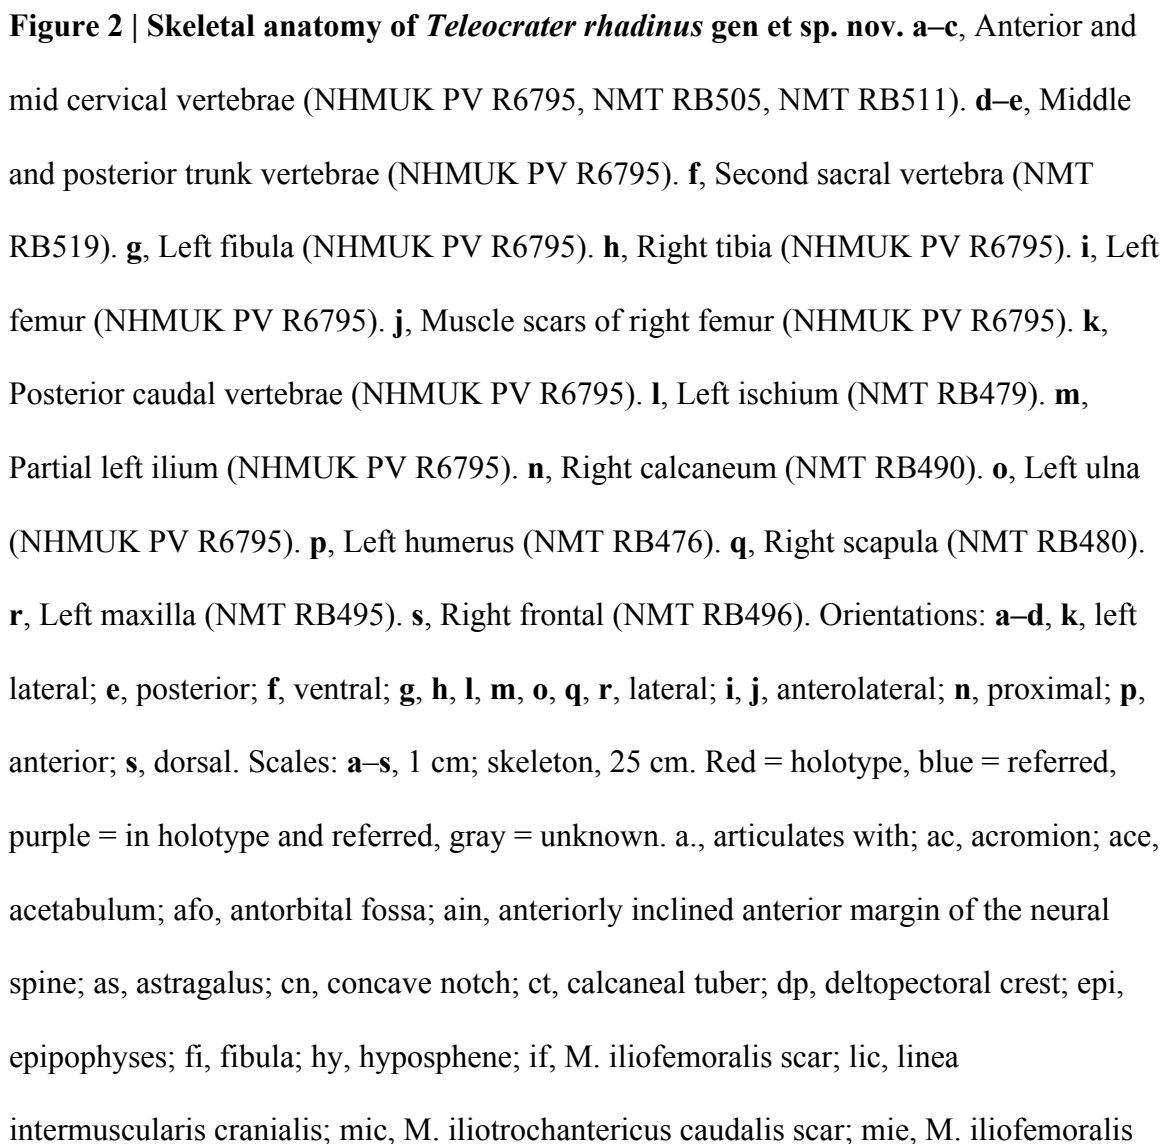 Figure 2 | Skeletal anatomy of Teleocrater rhadinus gen et sp. nov. a–c, Anterior and
mid cervical vertebrae (NHMUK PV R6795, NMT RB505, NMT RB511). d–e, Middle
and posterior trunk vertebrae (NHMUK PV R6795). f, Second sacral vertebra (NMT
RB519). g, Left fibula (NHMUK PV R6795). h, Right tibia (NHMUK PV R6795). i, Left
femur (NHMUK PV R6795). j, Muscle scars of right femur (NHMUK PV R6795). k,
Posterior caudal vertebrae (NHMUK PV R6795). l, Left ischium (NMT RB479). m,
Partial left ilium (NHMUK PV R6795). n, Right calcaneum (NMT RB490). o, Left ulna
(NHMUK PV R6795). p, Left humerus (NMT RB476). q, Right scapula (NMT RB480).
r, Left maxilla (NMT RB495). s, Right frontal (NMT RB496). Orientations: a–d, k, left
lateral; e, posterior; f, ventral; g, h, l, m, o, q, r, lateral; i, j, anterolateral; n, proximal; p,
anterior; s, dorsal. Scales: a–s, 1 cm; skeleton, 25 cm. Red = holotype, blue = referred,
purple = in holotype and referred, gray = unknown. a., articulates with; ac, acromion; ace,
acetabulum; afo, antorbital fossa; ain, anteriorly inclined anterior margin of the neural
spine; as, astragalus; cn, concave notch; ct, calcaneal tuber; dp, deltopectoral crest; epi,
epipophyses; fi, fibula; hy, hyposphene; if, M. iliofemoralis scar; lic, linea
intermuscularis cranialis; mic, M. iliotrochantericus caudalis scar; mie, M. iliofemoralis